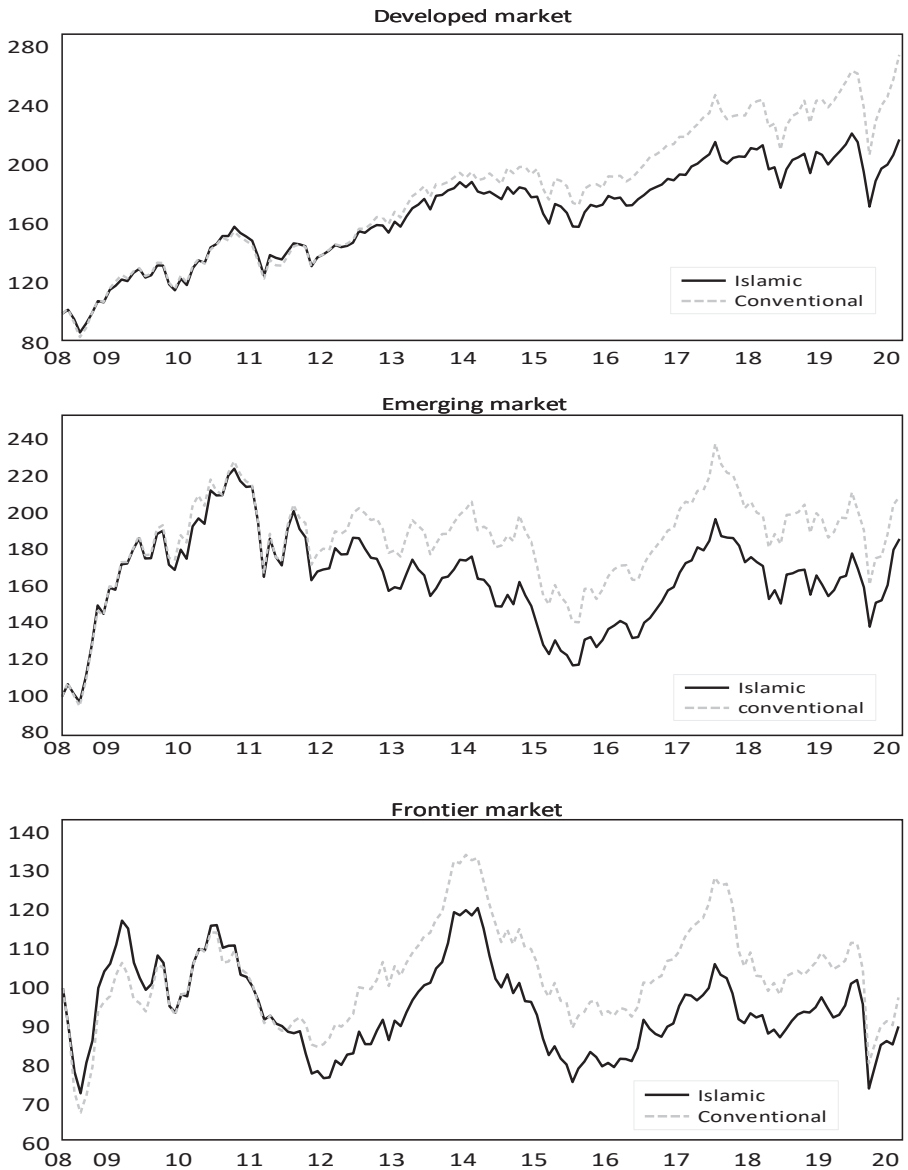 Developed market
280
240
200
160
120
80
08 09 10 11 12 13 14 15 16 17 18 19 20
Islamic
Conventional
Emerging market
240
220
200
180
160
140
120
100
80
08 09 10 11 12 13 14 15 16 17 18 19 20
Islamic
conventional
Frontier market
140
130
120
110
100
90
80
70
60
08 09 10 11 12 13 14 15 16 17 18 19 20
Islamic
Conventional